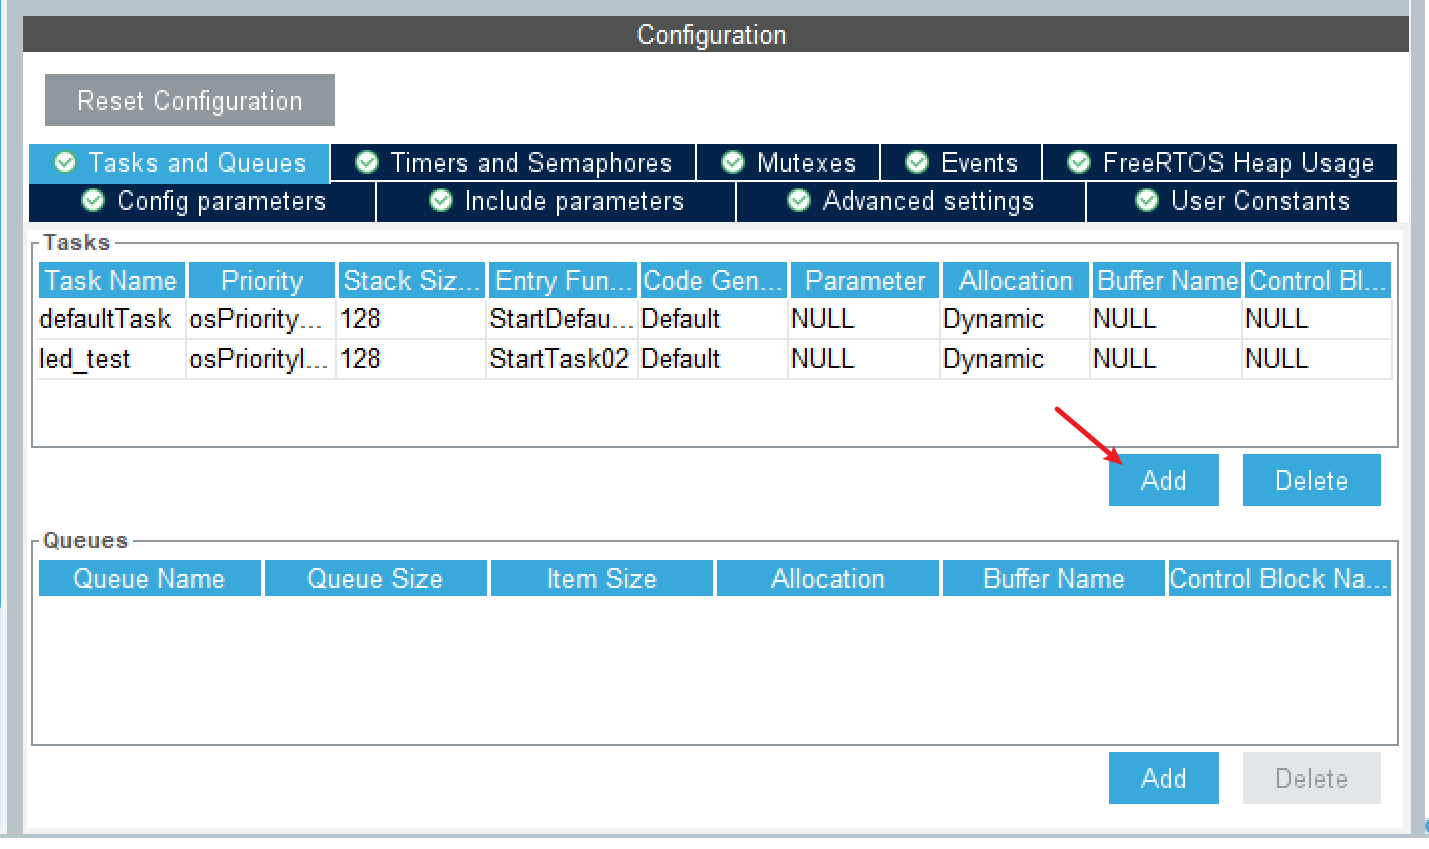 Configuration
Reset Configuration
Tasks and Queues Timers and Semaphores Mutexes Events FreeRTOS Heap Usage
Config parameters Include parameters Advanced settings User Constants
Tasks
Task Name Priority Stack Siz... Entry Fun... Code Gen... Parameter Allocation Buffer Name Control Bl...
defaultTask osPriority... 128 StartDefau... Default NULL Dynamic NULL NULL
led_test osPriorityI... 128 StartTask02 Default NULL Dynamic NULL NULL
Add Delete
Queues
Queue Name Queue Size Item Size Allocation Buffer Name Control Block Na...
Add Delete